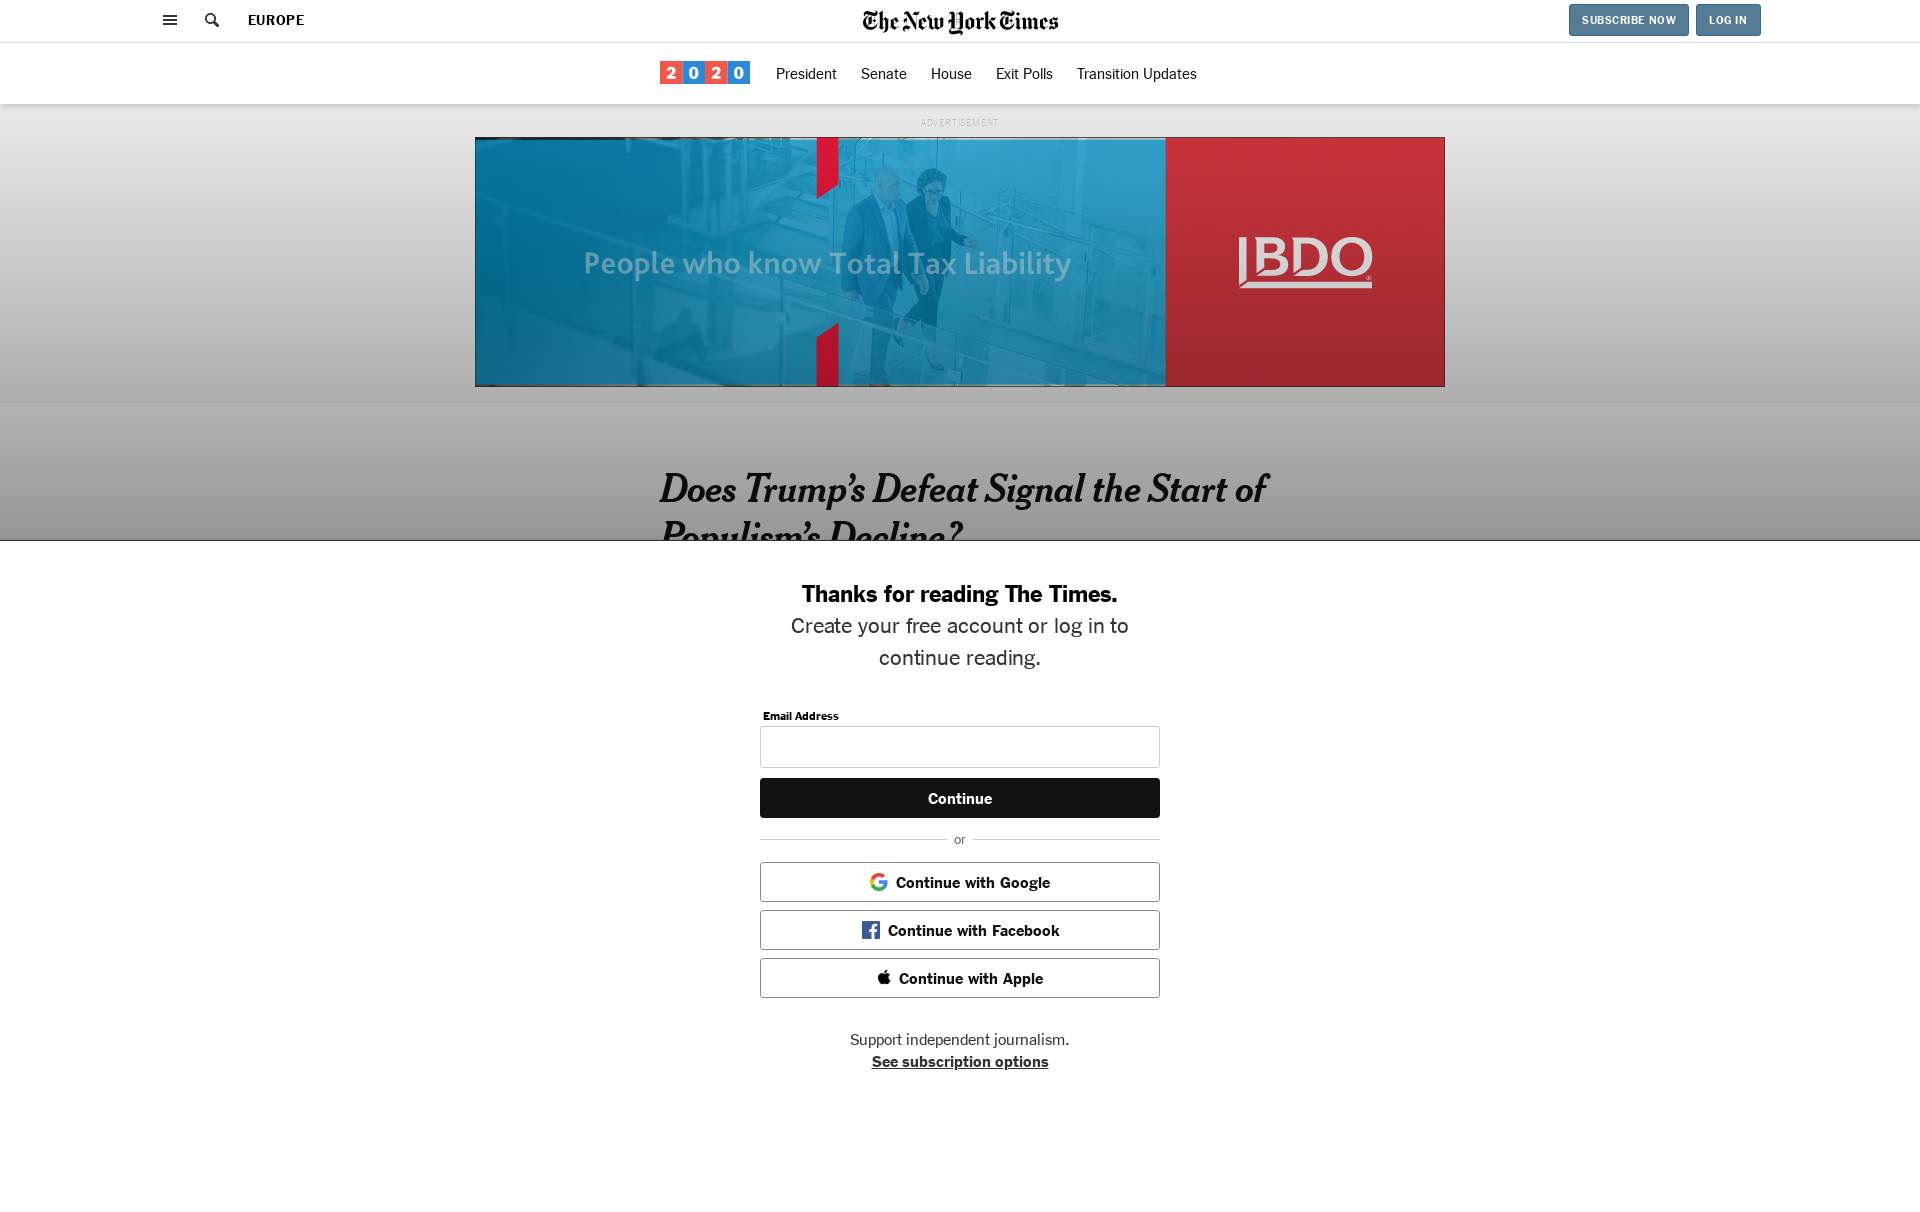 EUROPE
The New York Times
SUBSCRIBE NOW
LOG IN
2020
President
Senate
House
Exit Polls
Transition Updates
ADVERTISEMENT
People who know Total Tax Liability
BDO
Does Trump’s Defeat Signal the Start of
Populism’s Decline?
Thanks for reading The Times.
Create your free account or log in to
continue reading.
Email Address
Continue
or
Continue with Google
Continue with Facebook
Continue with Apple
Support independent journalism.
See subscription options